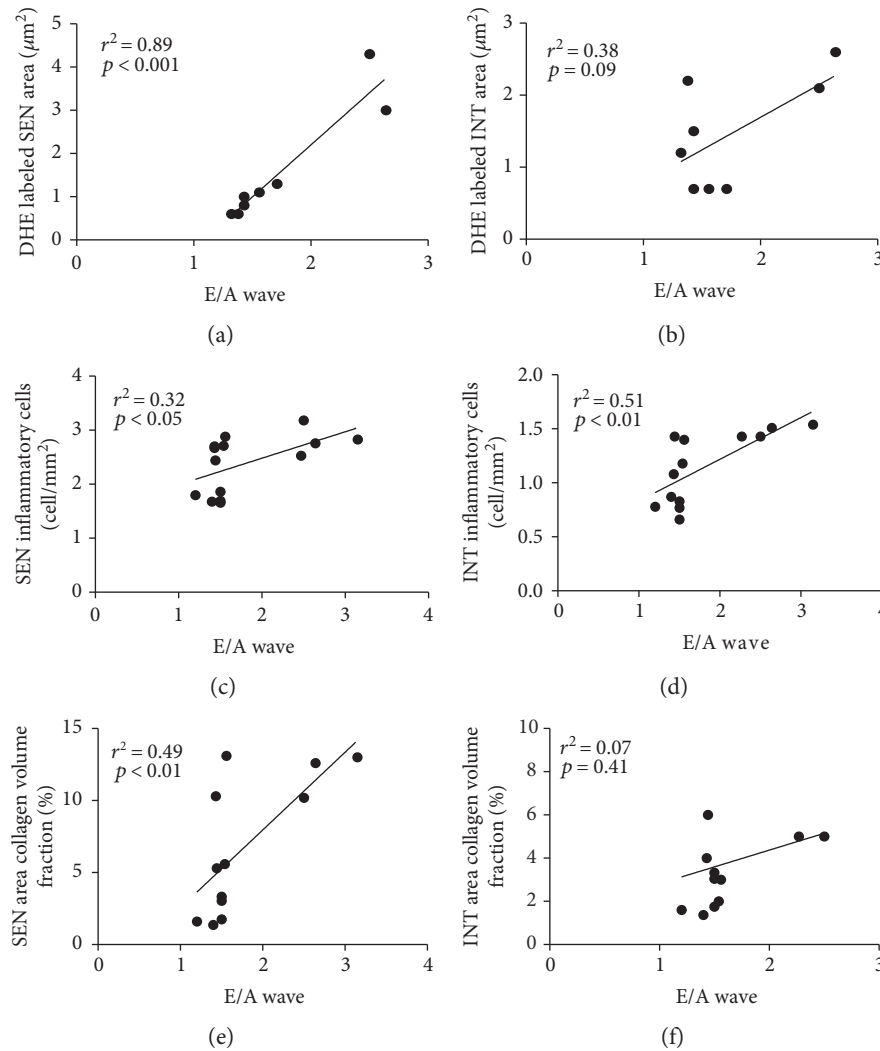 DHE labeled SEN area (μm²)
5
4
3
2
1
0
r² = 0.89
p < 0.001
0
1
2
3
E/A wave
(a)
DHE labeled INT area (μm²)
3
2
1
0
r² = 0.38
p = 0.09
0
1
2
3
E/A wave
(b)
SEN inflammatory cells
(cell/mm²)
4
3
2
1
0
r² = 0.32
p < 0.05
0
1
2
3
4
E/A wave
(c)
INT inflammatory cells
(cell/mm²)
2.0
1.5
1.0
0.5
0.0
r² = 0.51
p < 0.01
0
1
2
3
4
E/A wave
(d)
SEN area collagen volume
fraction (%)
15
10
5
0
r² = 0.49
p < 0.01
0
1
2
3
4
E/A wave
(e)
INT area collagen volume
fraction (%)
10
8
6
4
2
0
r² = 0.07
p = 0.41
0
1
2
3
E/A wave
(f)